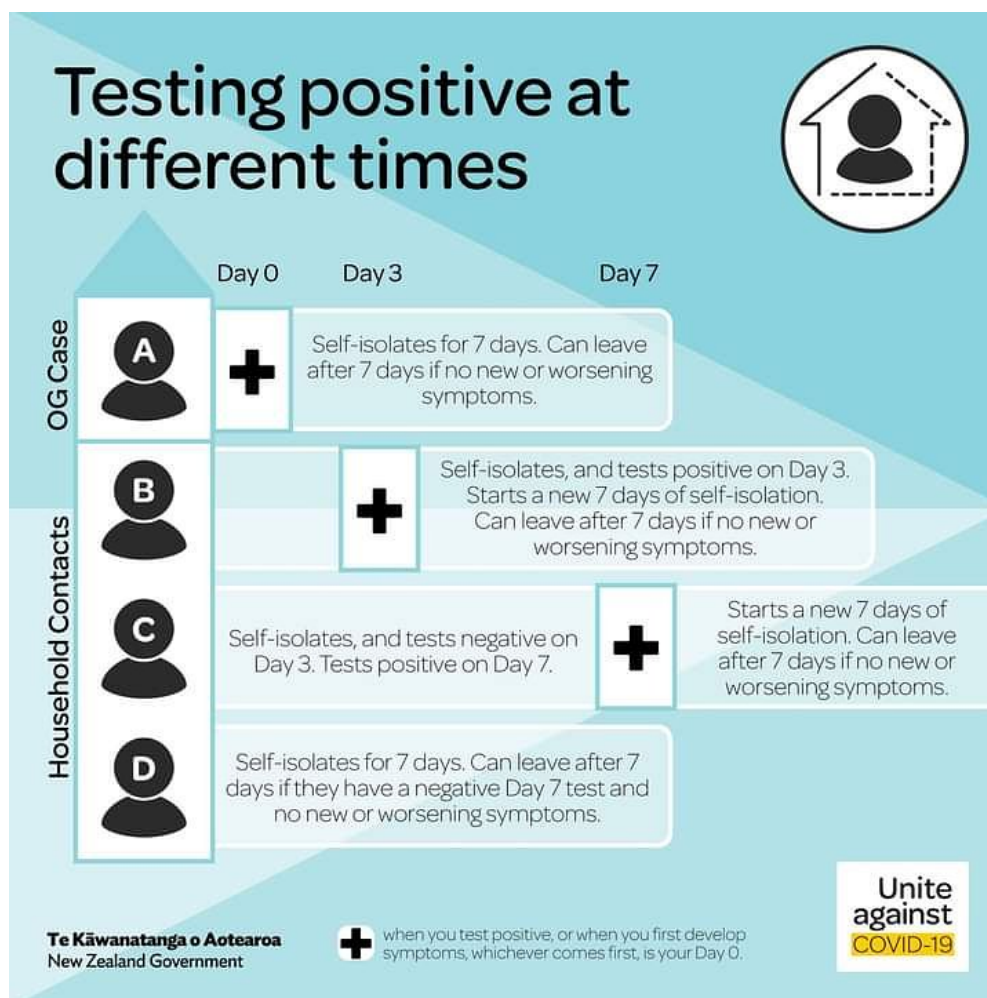 Testing positive at
different times
Day 0
Day 3
Day 7
OG Case
A
Self-isolates for 7 days. Can leave
after 7 days if no new or worsening
symptoms.
Household Contacts
B
Self-isolates, and tests positive on Day 3.
Starts a new 7 days of self-isolation.
Can leave after 7 days if no new or
worsening symptoms.
C
Self-isolates, and tests negative on
Day 3. Tests positive on Day 7.
Starts a new 7 days of
self-isolation. Can leave
after 7 days if no new or
worsening symptoms.
D
Self-isolates for 7 days. Can leave after 7
days if they have a negative Day 7 test and
no new or worsening symptoms.
Te Kāwanatanga o Aotearoa
New Zealand Government
when you test positive, or when you first develop
symptoms, whichever comes first, is your Day 0.
Unite
against
COVID-19